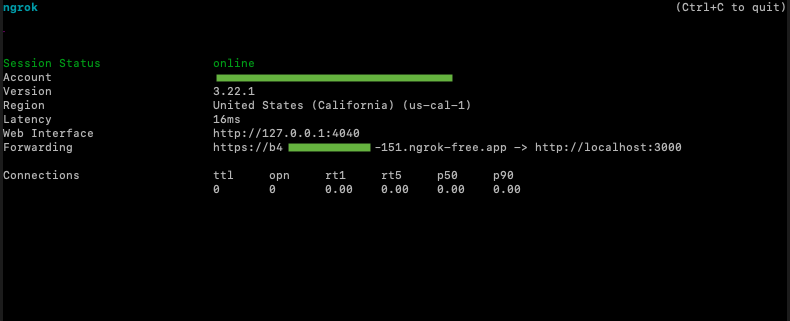 ngrok (Ctrl+C to quit)
Session Status online
Account
Version 3.22.1
Region United States (California) (us-cal-1)
Latency 16ms
Web Interface http://127.0.0.1:4040
Forwarding https://b4 -151.ngrok-free.app -> http://localhost:3000
Connections ttl opn rt1 rt5 p50 p90
0 0 0.00 0.00 0.00 0.00